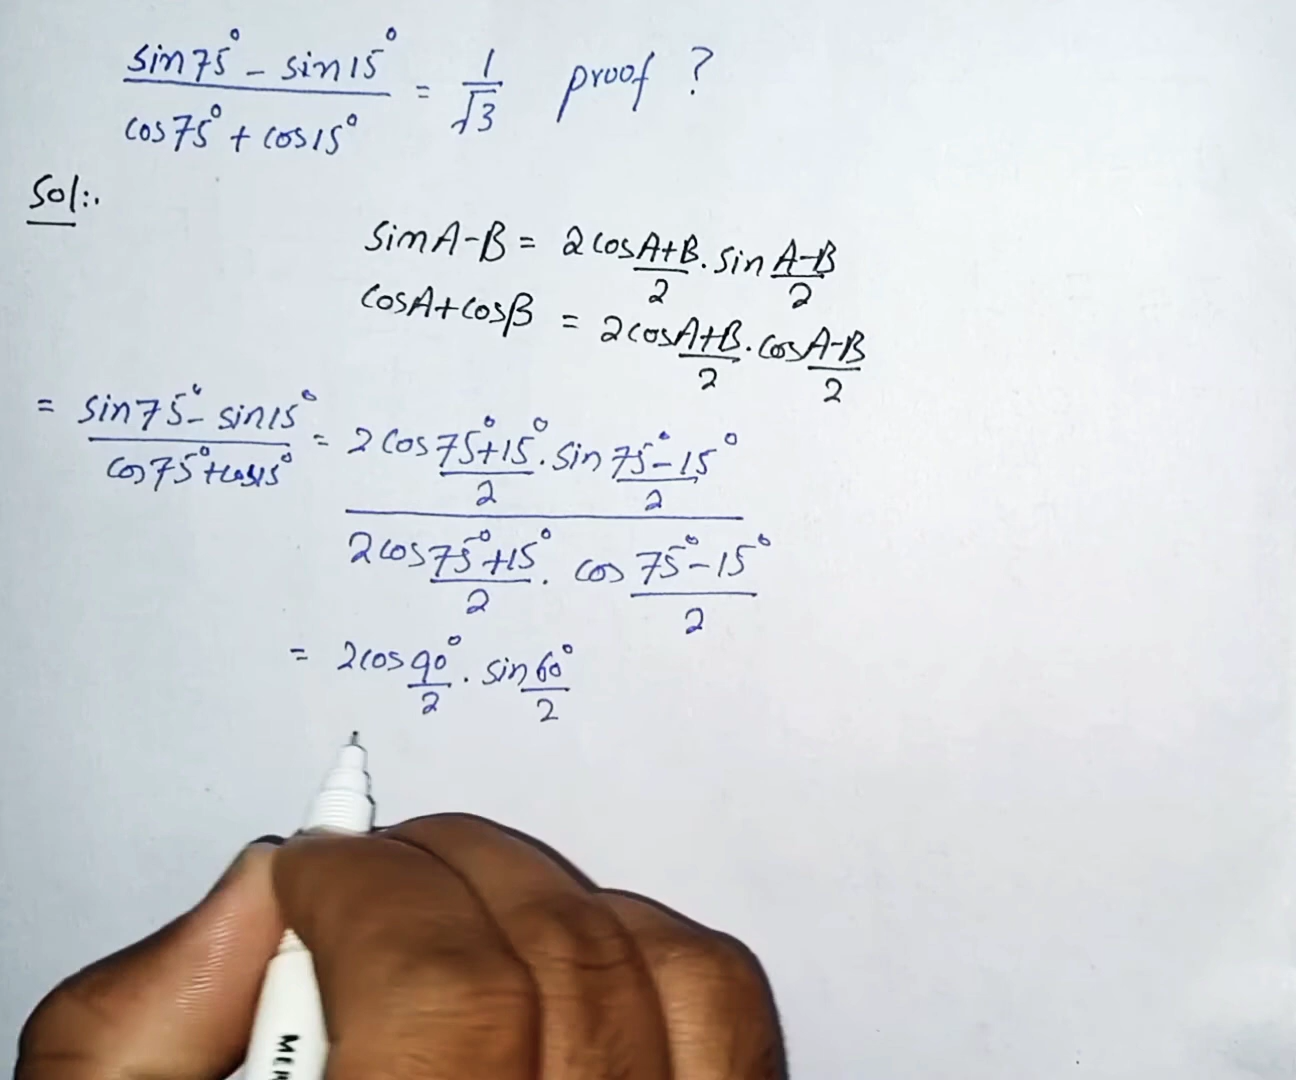 sin75° - sin15° / cos75° + cos15° = 1/√3 proof ?
Sol:.
sinA-B = 2cos A+B/2 . sin A-B/2
cosA+cosB = 2cos A+B/2 . cos A-B/2
= sin75° - sin15° / cos75°+cos15° = 2cos 75°+15°/2 . sin 75°-15°/2 / 2cos 75°+15°/2 . cos 75°-15°/2
= 2cos 90°/2 . sin 60°/2